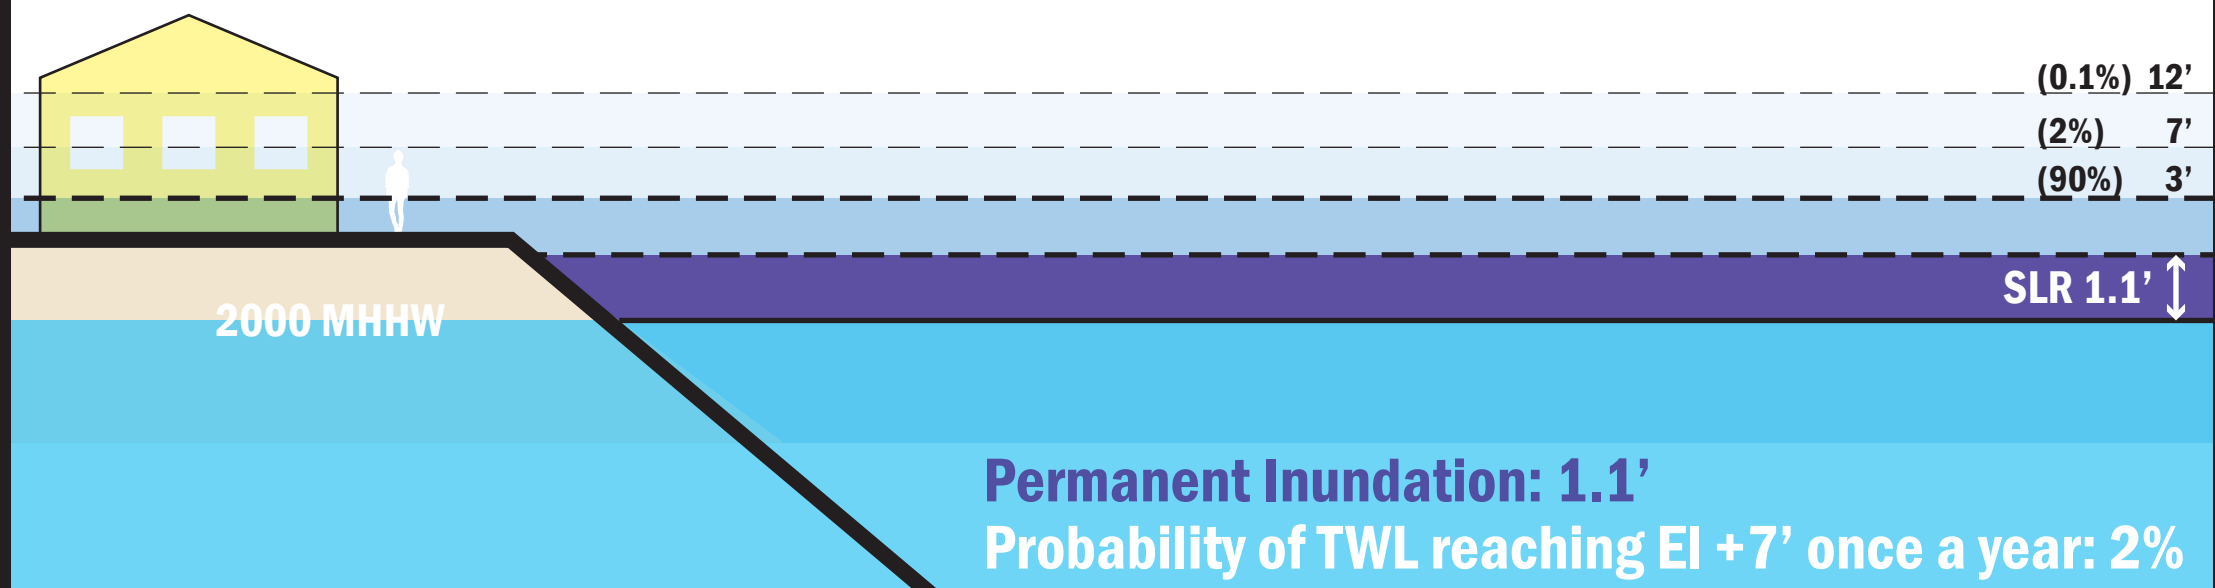 (0.1%) 12’
(2%) 7’
(90%) 3’
SLR 1.1’
2000 MHHW
Permanent Inundation: 1.1’
Probability of TWL reaching El +7’ once a year: 2%